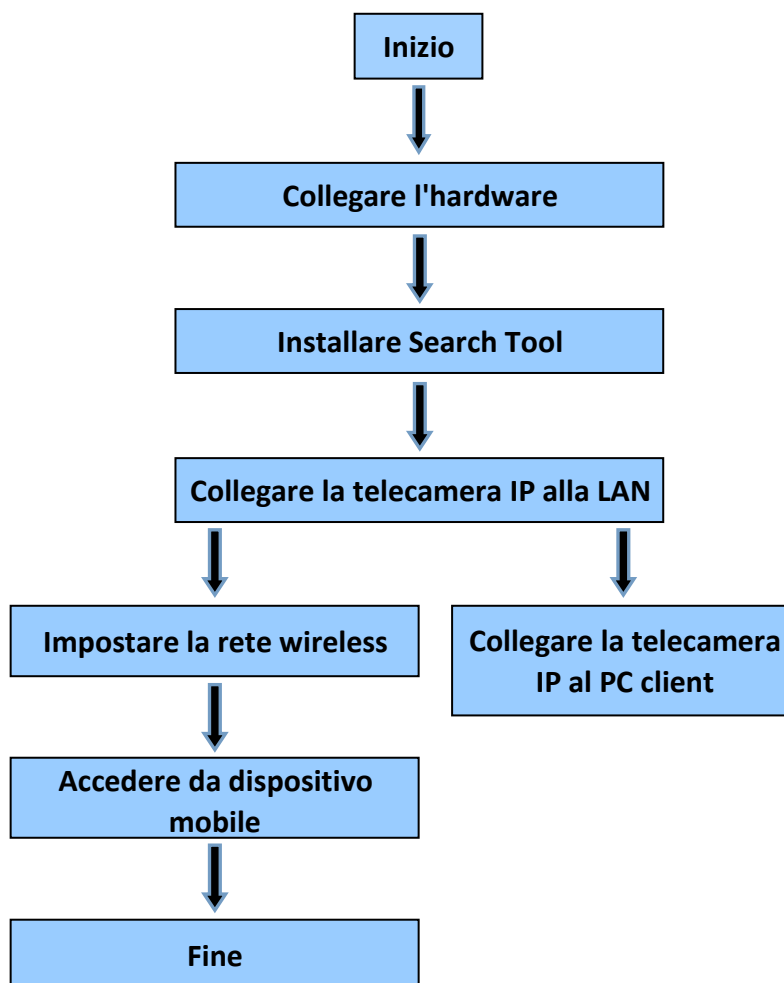 Inizio
Collegare l'hardware
Installare Search Tool
Collegare la telecamera IP alla LAN
Impostare la rete wireless
Collegare la telecamera
IP al PC client
Accedere da dispositivo
mobile
Fine